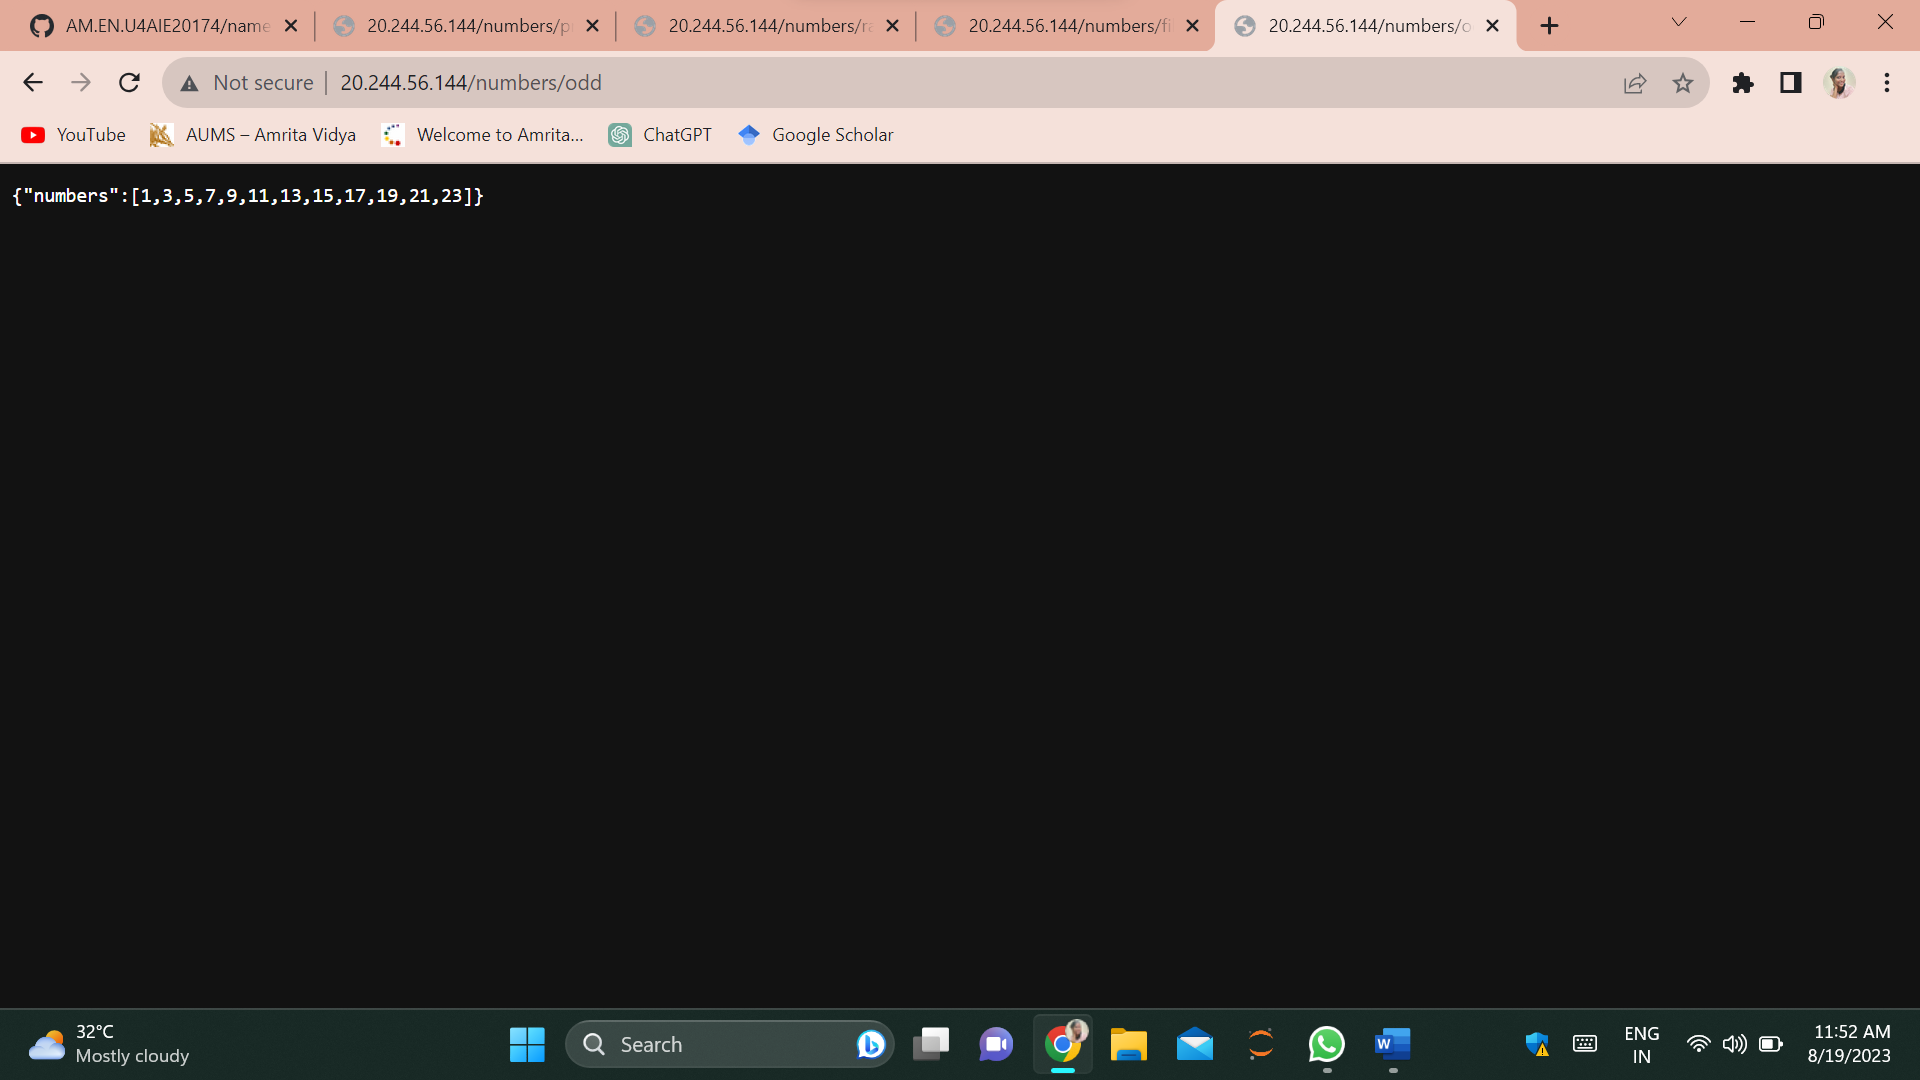 AM.EN.U4AIE20174/name
20.244.56.144/numbers/p
20.244.56.144/numbers/ra
20.244.56.144/numbers/fi
20.244.56.144/numbers/o
Not secure
20.244.56.144/numbers/odd
YouTube
AUMS – Amrita Vidya
Welcome to Amrita...
ChatGPT
Google Scholar
{"numbers":[1,3,5,7,9,11,13,15,17,19,21,23]}
32°C
Mostly cloudy
Search
ENG
IN
11:52 AM
8/19/2023